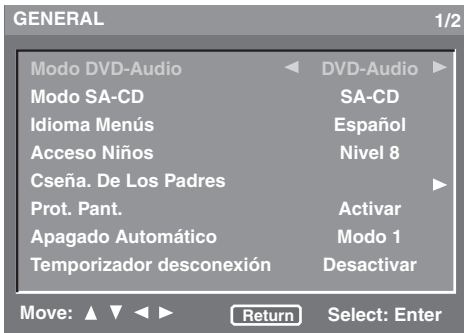 GENERAL 1/2
Modo DVD-Audio DVD-Audio
Modo SA-CD SA-CD
Idioma Menús Español
Acceso Niños Nivel 8
Cseña. De Los Padres
Prot. Pant. Activar
Apagado Automático Modo 1
Temporizador desconexión Desactivar
Move: Return Select: Enter